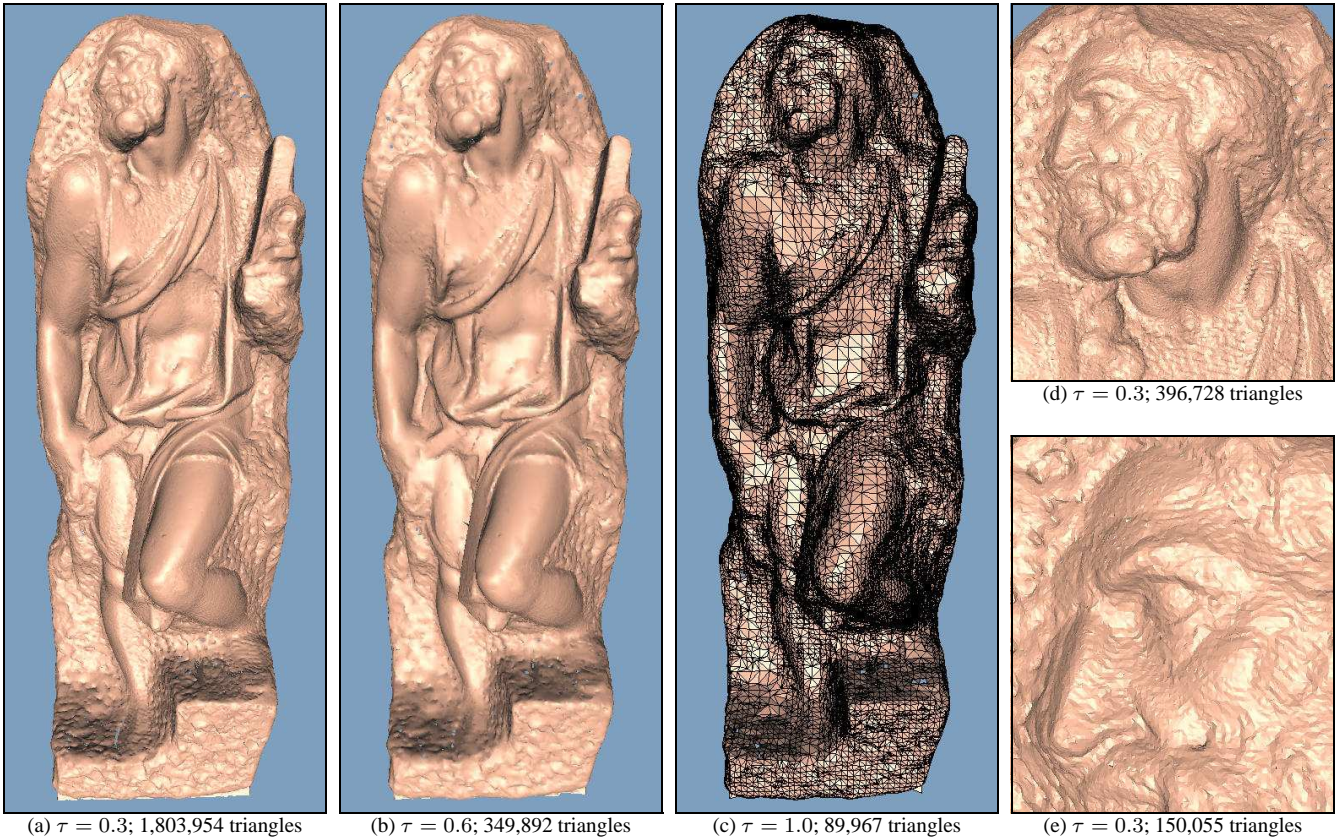 (d) τ = 0.3; 396,728 triangles
(a) τ = 0.3; 1,803,954 triangles
(b) τ = 0.6; 349,892 triangles
(c) τ = 1.0; 89,967 triangles
(e) τ = 0.3; 150,055 triangles